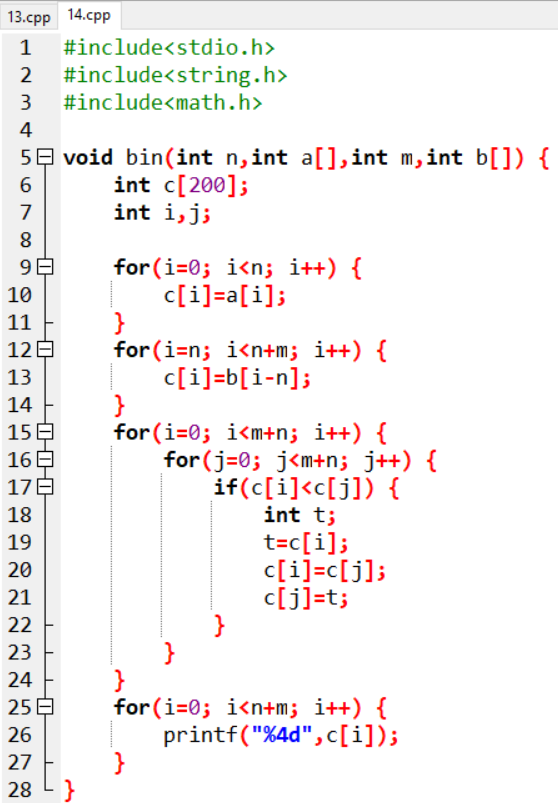 13.cpp 14.cpp
1 #include<stdio.h>
2 #include<string.h>
3 #include<math.h>
4
5 void bin(int n,int a[],int m,int b[]) {
6     int c[200];
7     int i,j;
8
9     for(i=0; i<n; i++) {
10         c[i]=a[i];
11     }
12     for(i=n; i<n+m; i++) {
13         c[i]=b[i-n];
14     }
15     for(i=0; i<m+n; i++) {
16         for(j=0; j<m+n; j++) {
17             if(c[i]<c[j]) {
18                 int t;
19                 t=c[i];
20                 c[i]=c[j];
21                 c[j]=t;
22             }
23         }
24     }
25     for(i=0; i<n+m; i++) {
26         printf("%4d",c[i]);
27     }
28 }